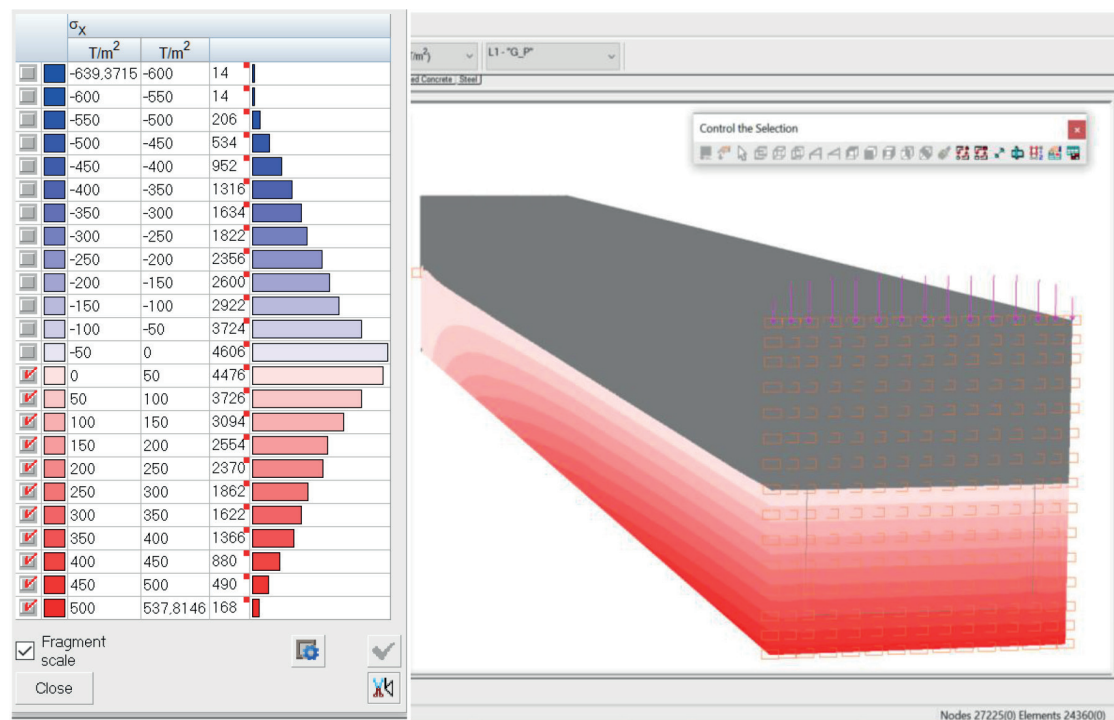 σX
T/m2 T/m2
-639,3715 -600 14
-600 -550 14
-550 -500 206
-500 -450 534
-450 -400 952
-400 -350 1316
-350 -300 1634
-300 -250 1822
-250 -200 2356
-200 -150 2600
-150 -100 2922
-100 -50 3724
-50 0 4606
0 50 4476
50 100 3726
100 150 3094
150 200 2554
200 250 2370
250 300 1862
300 350 1622
350 400 1366
400 450 880
450 500 490
500 537,8146 168
Fragment
scale
Close
/m2) L1-"G_P"
ed Concrete Steel
Control the Selection
Nodes 27225(0) Elements 24360(0)